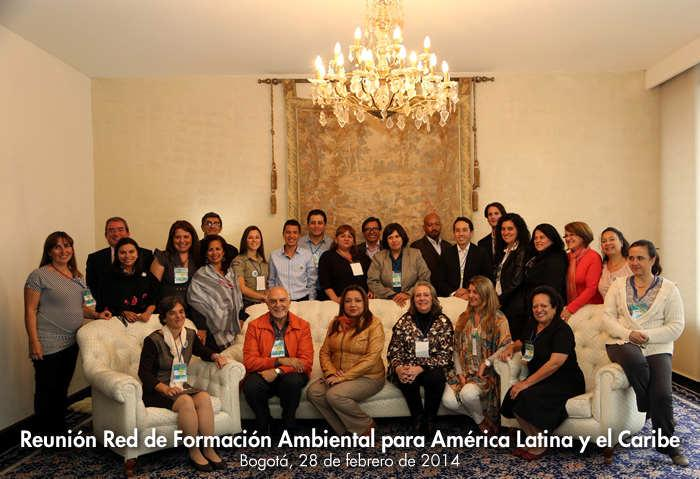 Reunión Red de Formación Ambiental para América Latina y el Caribe
Bogotá, 28 de febrero de 2014